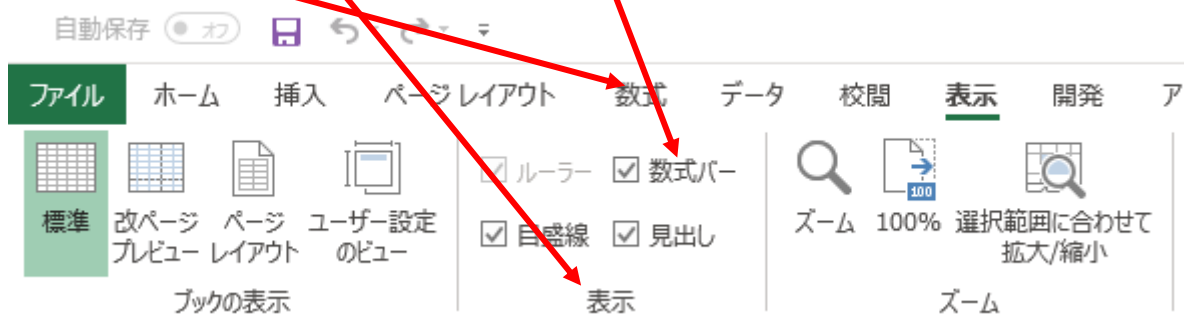 自動保存 オフ
ファイル ホーム 挿入 ページ レイアウト 数式 データ 校閲 表示 開発 ア
ルーラー 数式バー
100
標準 改ページ プレビュー ページ レイアウト ユーザー設定 のビュー 目盛線 見出し ズーム 100% 選択範囲に合わせて 拡大/縮小
ブックの表示 表示 ズーム